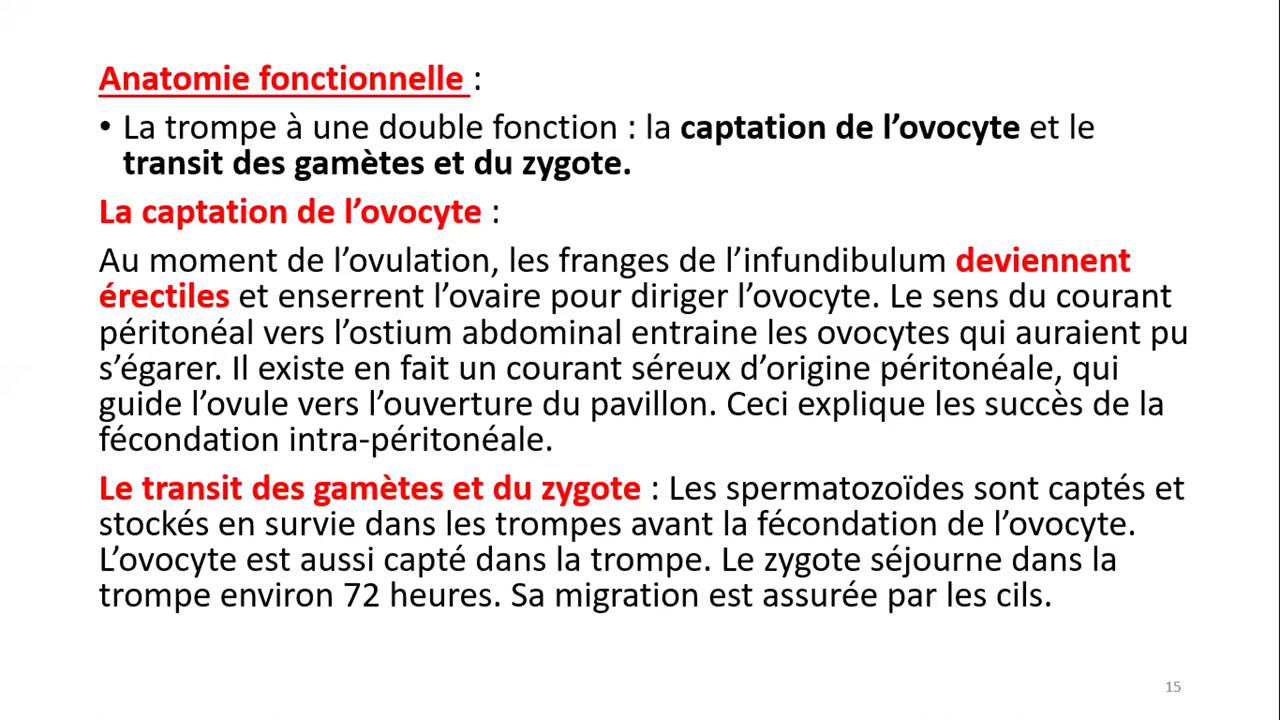 Anatomie fonctionnelle :
• La trompe à une double fonction : la captation de l’ovocyte et le
transit des gamètes et du zygote.
La captation de l’ovocyte :
Au moment de l’ovulation, les franges de l’infundibulum deviennent
érectiles et enserrent l’ovaire pour diriger l’ovocyte. Le sens du courant
péritonéal vers l’ostium abdominal entraine les ovocytes qui auraient pu
s’égarer. Il existe en fait un courant séreux d’origine péritonéale, qui
guide l’ovule vers l’ouverture du pavillon. Ceci explique les succès de la
fécondation intra-péritonéale.
Le transit des gamètes et du zygote : Les spermatozoïdes sont captés et
stockés en survie dans les trompes avant la fécondation de l’ovocyte.
L’ovocyte est aussi capté dans la trompe. Le zygote séjourne dans la
trompe environ 72 heures. Sa migration est assurée par les cils.
15